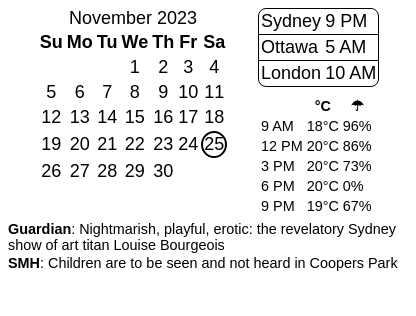 November 2023
Su Mo Tu We Th Fr Sa
1 2 3 4
5 6 7 8 9 10 11
12 13 14 15 16 17 18
19 20 21 22 23 24 25
26 27 28 29 30
Sydney 9 PM
Ottawa 5 AM
London 10 AM
°C ☂
9 AM 18°C 96%
12 PM 20°C 86%
3 PM 20°C 73%
6 PM 20°C 0%
9 PM 19°C 67%
Guardian: Nightmarish, playful, erotic: the revelatory Sydney
show of art titan Louise Bourgeois
SMH: Children are to be seen and not heard in Coopers Park